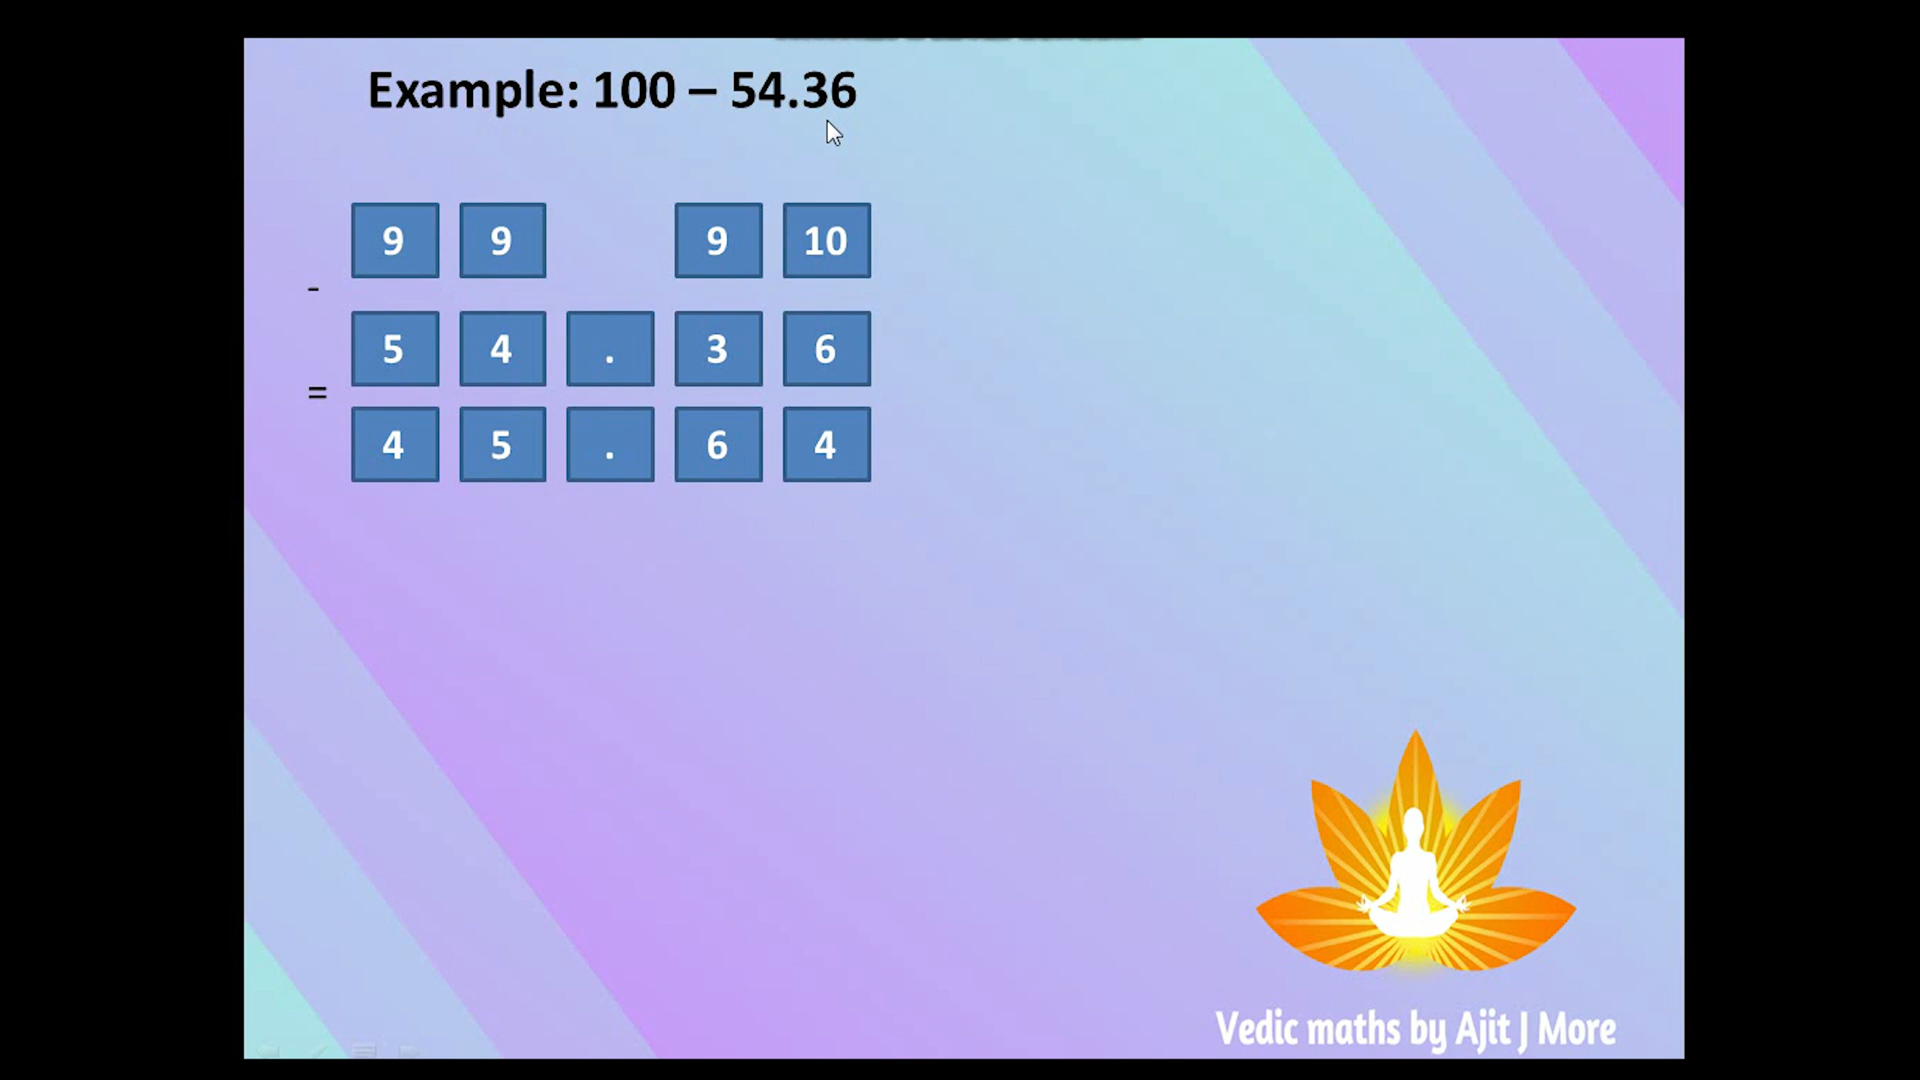 Example: 100 – 54.36
9 9 9 10
-
5 4 . 3 6
=
4 5 . 6 4
Vedic maths by Ajit J More